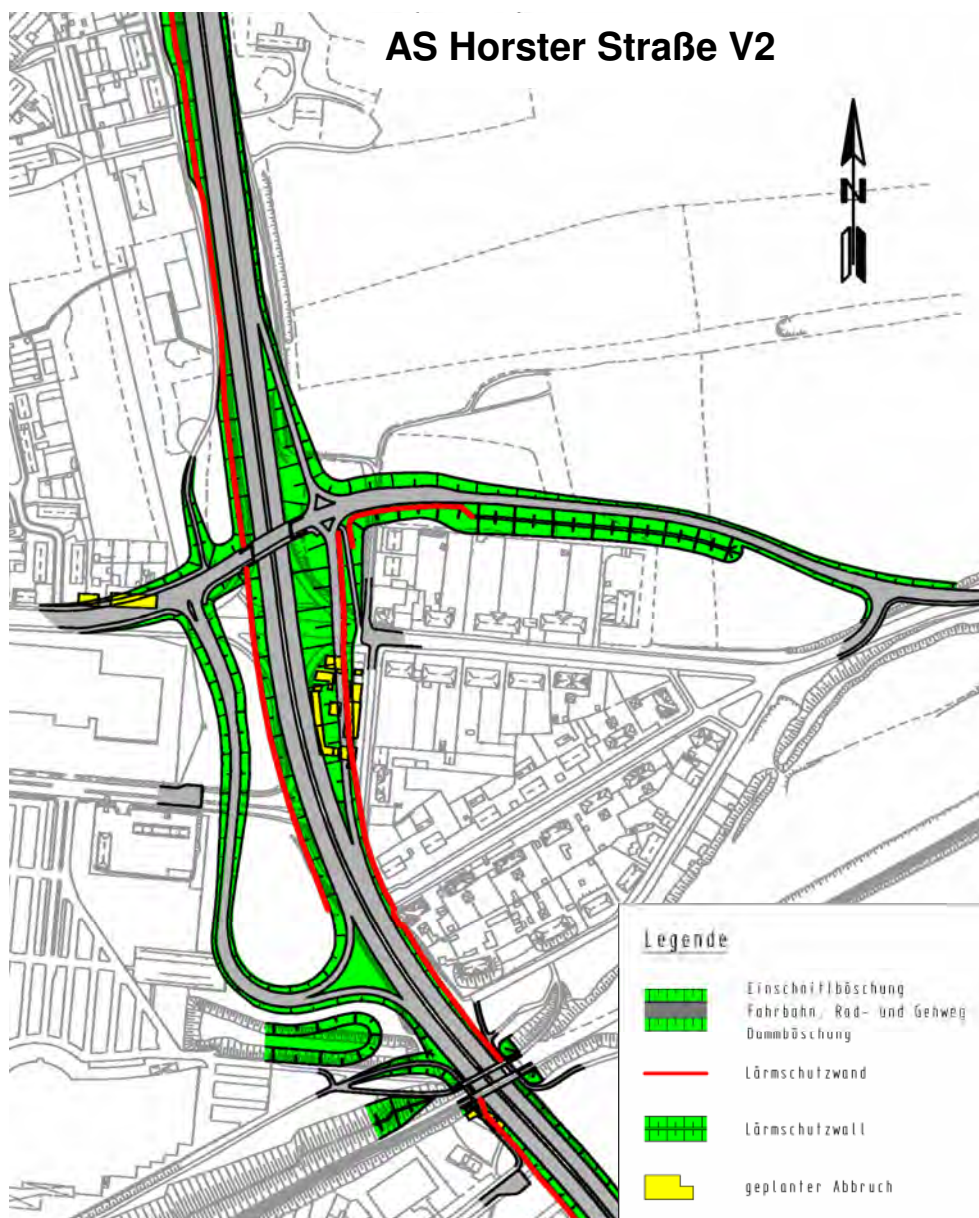 AS Horster Straße V2
N
Legende
Einschnittböschung
Fahrbahn, Rad- und Gehweg
Dammböschung
Lärmschutzwand
Lärmschutzwall
geplanter Abbruch